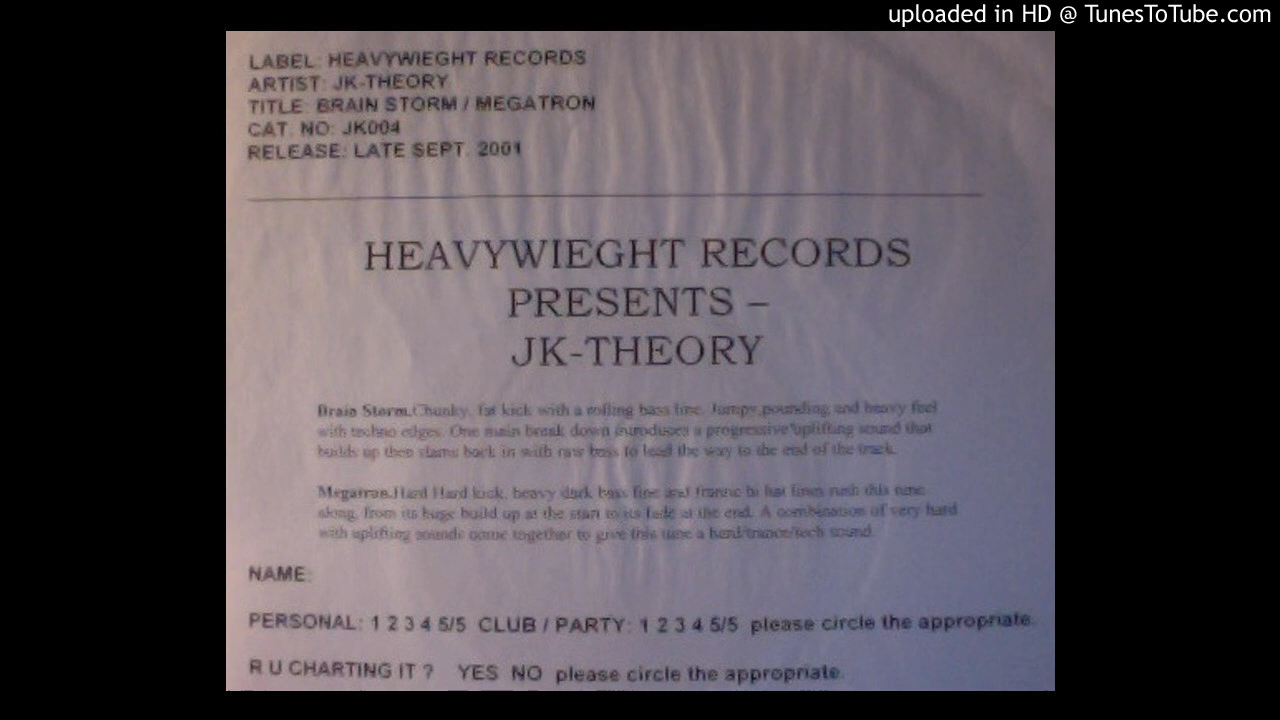 uploaded in HD @ TunesToTube.com
LABEL: HEAVYWIEGHT RECORDS
ARTIST: JK-THEORY
TITLE: BRAIN STORM / MEGATRON
CAT. NO: JK004
RELEASE: LATE SEPT. 2001
HEAVYWIEGHT RECORDS
PRESENTS –
JK-THEORY
Brain Storm.Chunky, fat kick with a rolling bass line. Jumpy,pounding and heavy feel
with techno edges. One main break down introduces a progressive uplifting sound that
builds up then slams back in with raw bass to lead the way to the end of the track.
Megatron.Hard Hard kick, heavy dark bass line and frantic hi hat lines rush this tune
along, from its huge build up at the start to its fade at the end. A combination of very hard
with uplifting sounds come together to give this tune a hard/trance/tech sound.
NAME:
PERSONAL: 1 2 3 4 5/5 CLUB / PARTY: 1 2 3 4 5/5 please circle the appropriate.
R U CHARTING IT ? YES NO please circle the appropriate.